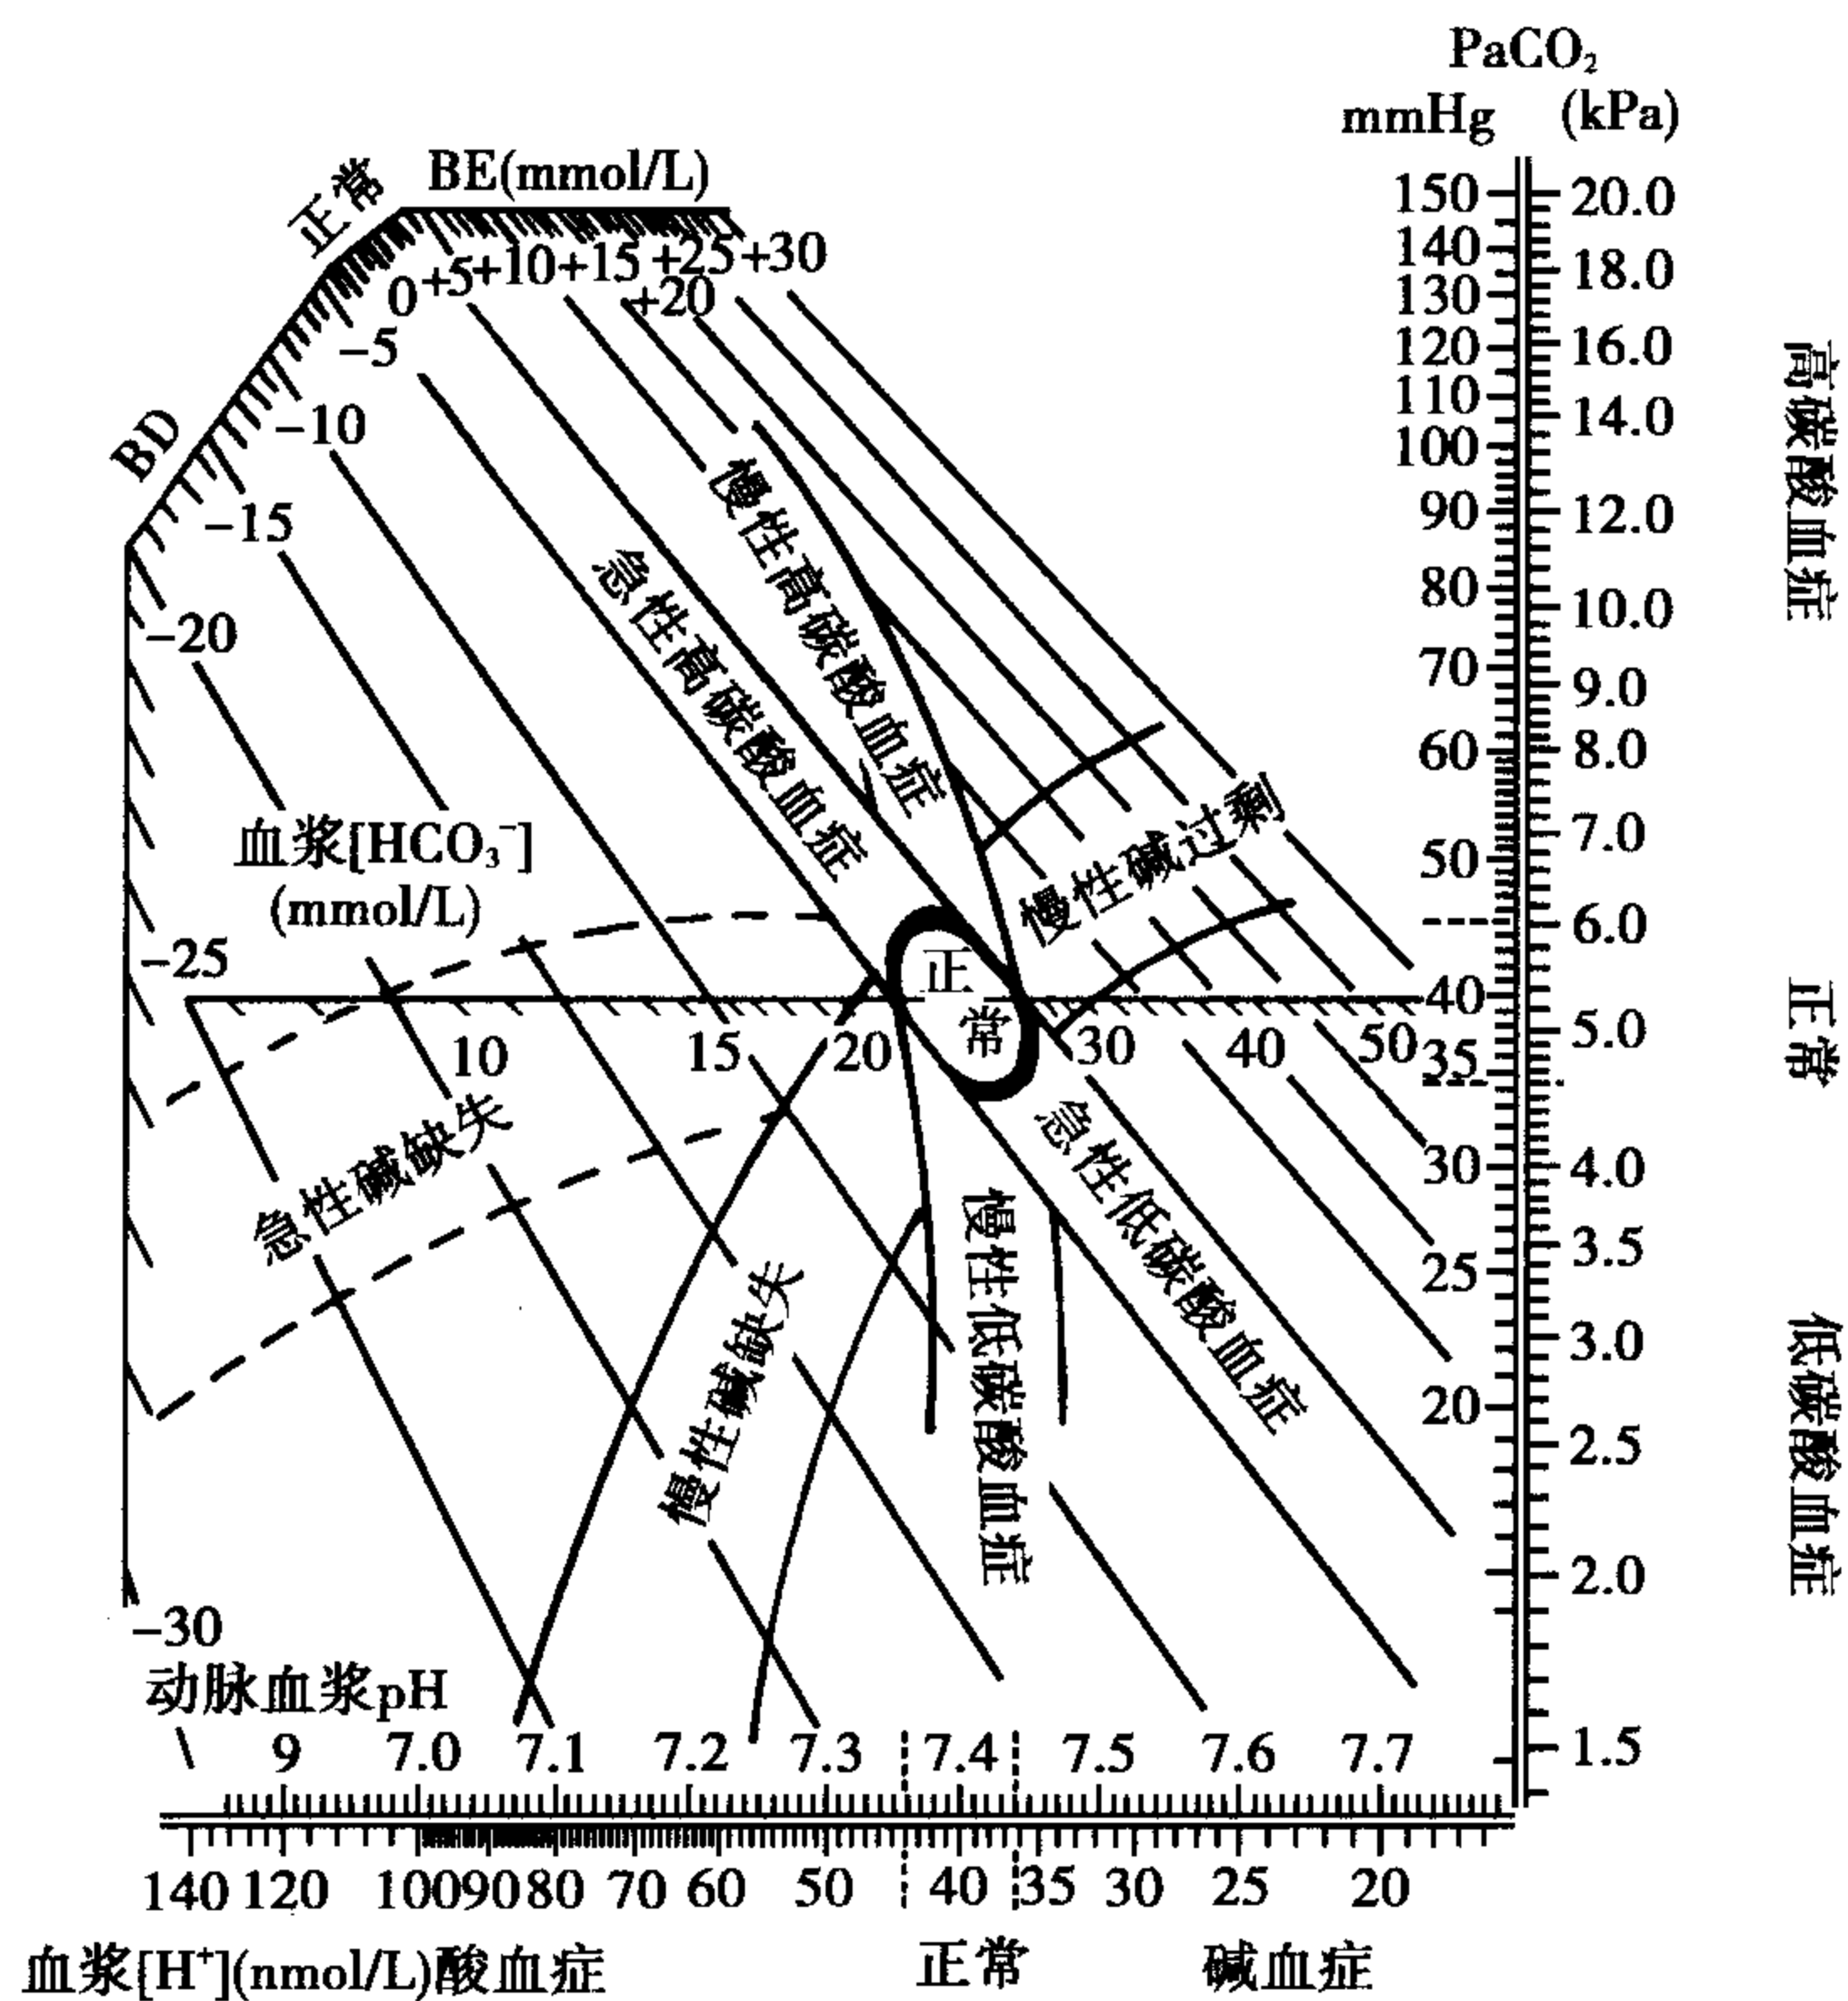 PaCO₂
mmHg (kPa)
BE(mmol/L)
正常
BD
0 +5 +10 +15 +20 +25 +30
-5
-10
-15
-20
-25
-30
150
140
130
120
110
100
90
80
70
60
50
40
35
30
25
20
20.0
18.0
16.0
14.0
12.0
10.0
9.0
8.0
7.0
6.0
5.0
4.0
3.5
3.0
2.5
2.0
1.5
高碳酸血症
正常
低碳酸血症
慢性高碳酸血症
急性高碳酸血症
血浆[HCO₃⁻]
(mmol/L)
慢性碱过剩
正常
10 15 20 30 40 50
急性碱缺失
慢性碱缺失
慢性低碳酸血症
急性低碳酸血症
动脉血浆pH
9 7.0 7.1 7.2 7.3 7.4 7.5 7.6 7.7
140 120 100 90 80 70 60 50 40 35 30 25 20
血浆[H⁺](nmol/L)酸血症 正常 碱血症